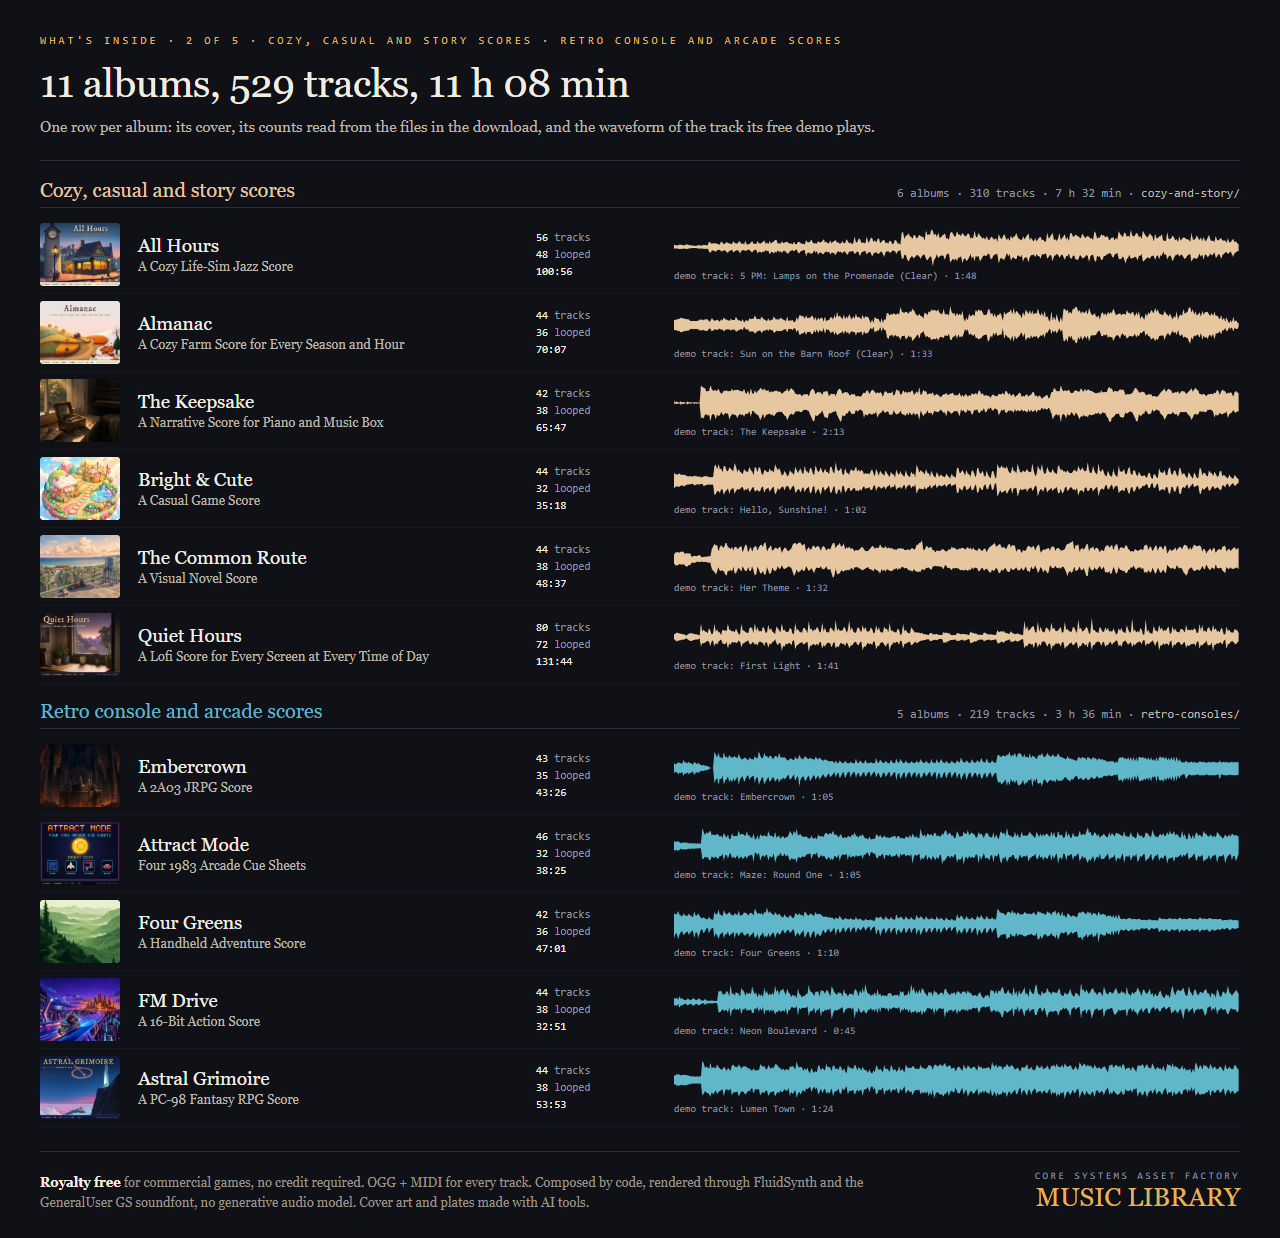 WHAT'S INSIDE · 2 OF 5 · COZY, CASUAL AND STORY SCORES · RETRO CONSOLE AND ARCADE SCORES
11 albums, 529 tracks, 11 h 08 min
One row per album: its cover, its counts read from the files in the download, and the waveform of the track its free demo plays.
Cozy, casual and story scores
6 albums · 310 tracks · 7 h 32 min · cozy-and-story/
All Hours
All Hours
A Cozy Life-Sim Jazz Score
56 tracks
48 looped
100:56
demo track: 5 PM: Lamps on the Promenade (Clear) · 1:48
Almanac
Almanac
A Cozy Farm Score for Every Season and Hour
44 tracks
36 looped
70:07
demo track: Sun on the Barn Roof (Clear) · 1:33
The Keepsake
A Narrative Score for Piano and Music Box
42 tracks
38 looped
65:47
demo track: The Keepsake · 2:13
Bright & Cute
A Casual Game Score
44 tracks
32 looped
35:18
demo track: Hello, Sunshine! · 1:02
The Common Route
A Visual Novel Score
44 tracks
38 looped
48:37
demo track: Her Theme · 1:32
Quiet Hours
Quiet Hours
A Lofi Score for Every Screen at Every Time of Day
80 tracks
72 looped
131:44
demo track: First Light · 1:41
Retro console and arcade scores
5 albums · 219 tracks · 3 h 36 min · retro-consoles/
Embercrown
A 2A03 JRPG Score
43 tracks
35 looped
43:26
demo track: Embercrown · 1:05
ATTRACT MODE
FOUR 1983 ARCADE CUE SHEETS
Attract Mode
Four 1983 Arcade Cue Sheets
46 tracks
32 looped
38:25
demo track: Maze: Round One · 1:05
Four Greens
A Handheld Adventure Score
42 tracks
36 looped
47:01
demo track: Four Greens · 1:10
FM Drive
A 16-Bit Action Score
44 tracks
38 looped
32:51
demo track: Neon Boulevard · 0:45
ASTRAL GRIMOIRE
Astral Grimoire
A PC-98 Fantasy RPG Score
44 tracks
38 looped
53:53
demo track: Lumen Town · 1:24
Royalty free for commercial games, no credit required. OGG + MIDI for every track. Composed by code, rendered through FluidSynth and the
GeneralUser GS soundfont, no generative audio model. Cover art and plates made with AI tools.
CORE SYSTEMS ASSET FACTORY
MUSIC LIBRARY